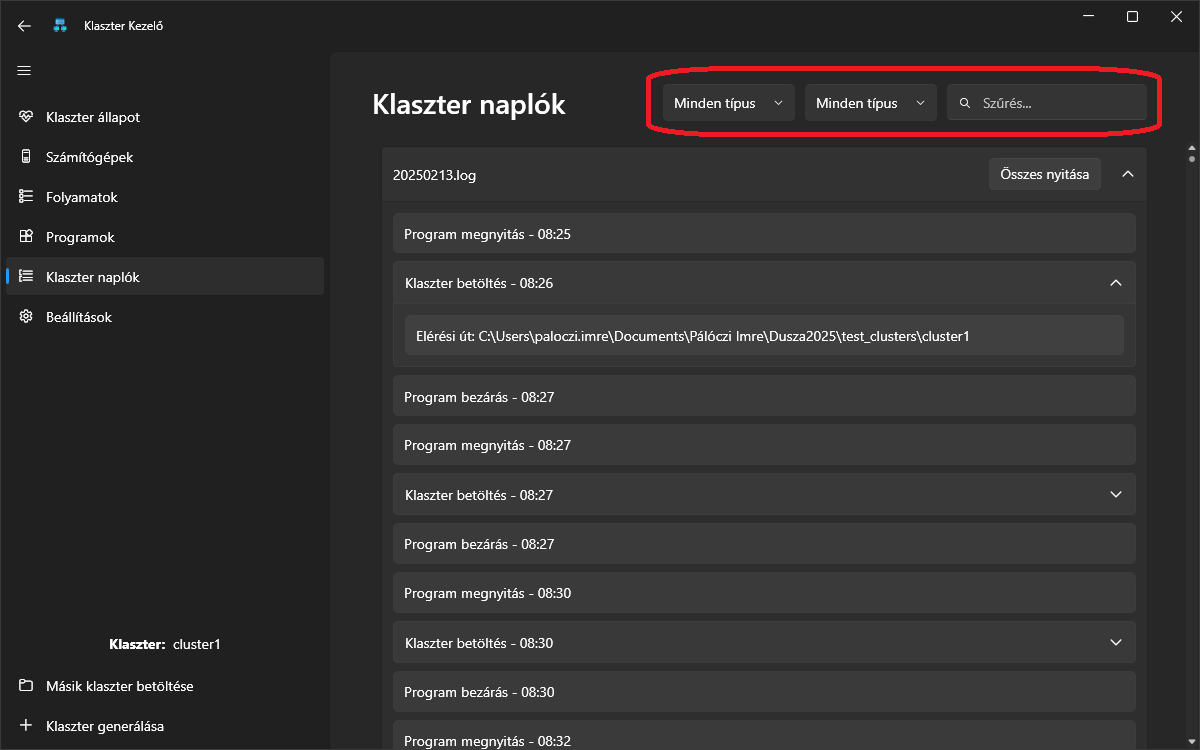 Klaszter Kezelő
Klaszter állapot
Számítógépek
Folyamatok
Programok
Klaszter naplók
Beállítások
Klaszter: cluster1
Másik klaszter betöltése
Klaszter generálása
Klaszter naplók
Minden típus
Minden típus
Szűrés...
20250213.log
Összes nyitása
Program megnyitás - 08:25
Klaszter betöltés - 08:26
Elérési út: C:\Users\paloczi.imre\Documents\Pálóczi Imre\Dusza2025\test_clusters\cluster1
Program bezárás - 08:27
Program megnyitás - 08:27
Klaszter betöltés - 08:27
Program bezárás - 08:27
Program megnyitás - 08:30
Klaszter betöltés - 08:30
Program bezárás - 08:30
Program megnyitás - 08:32